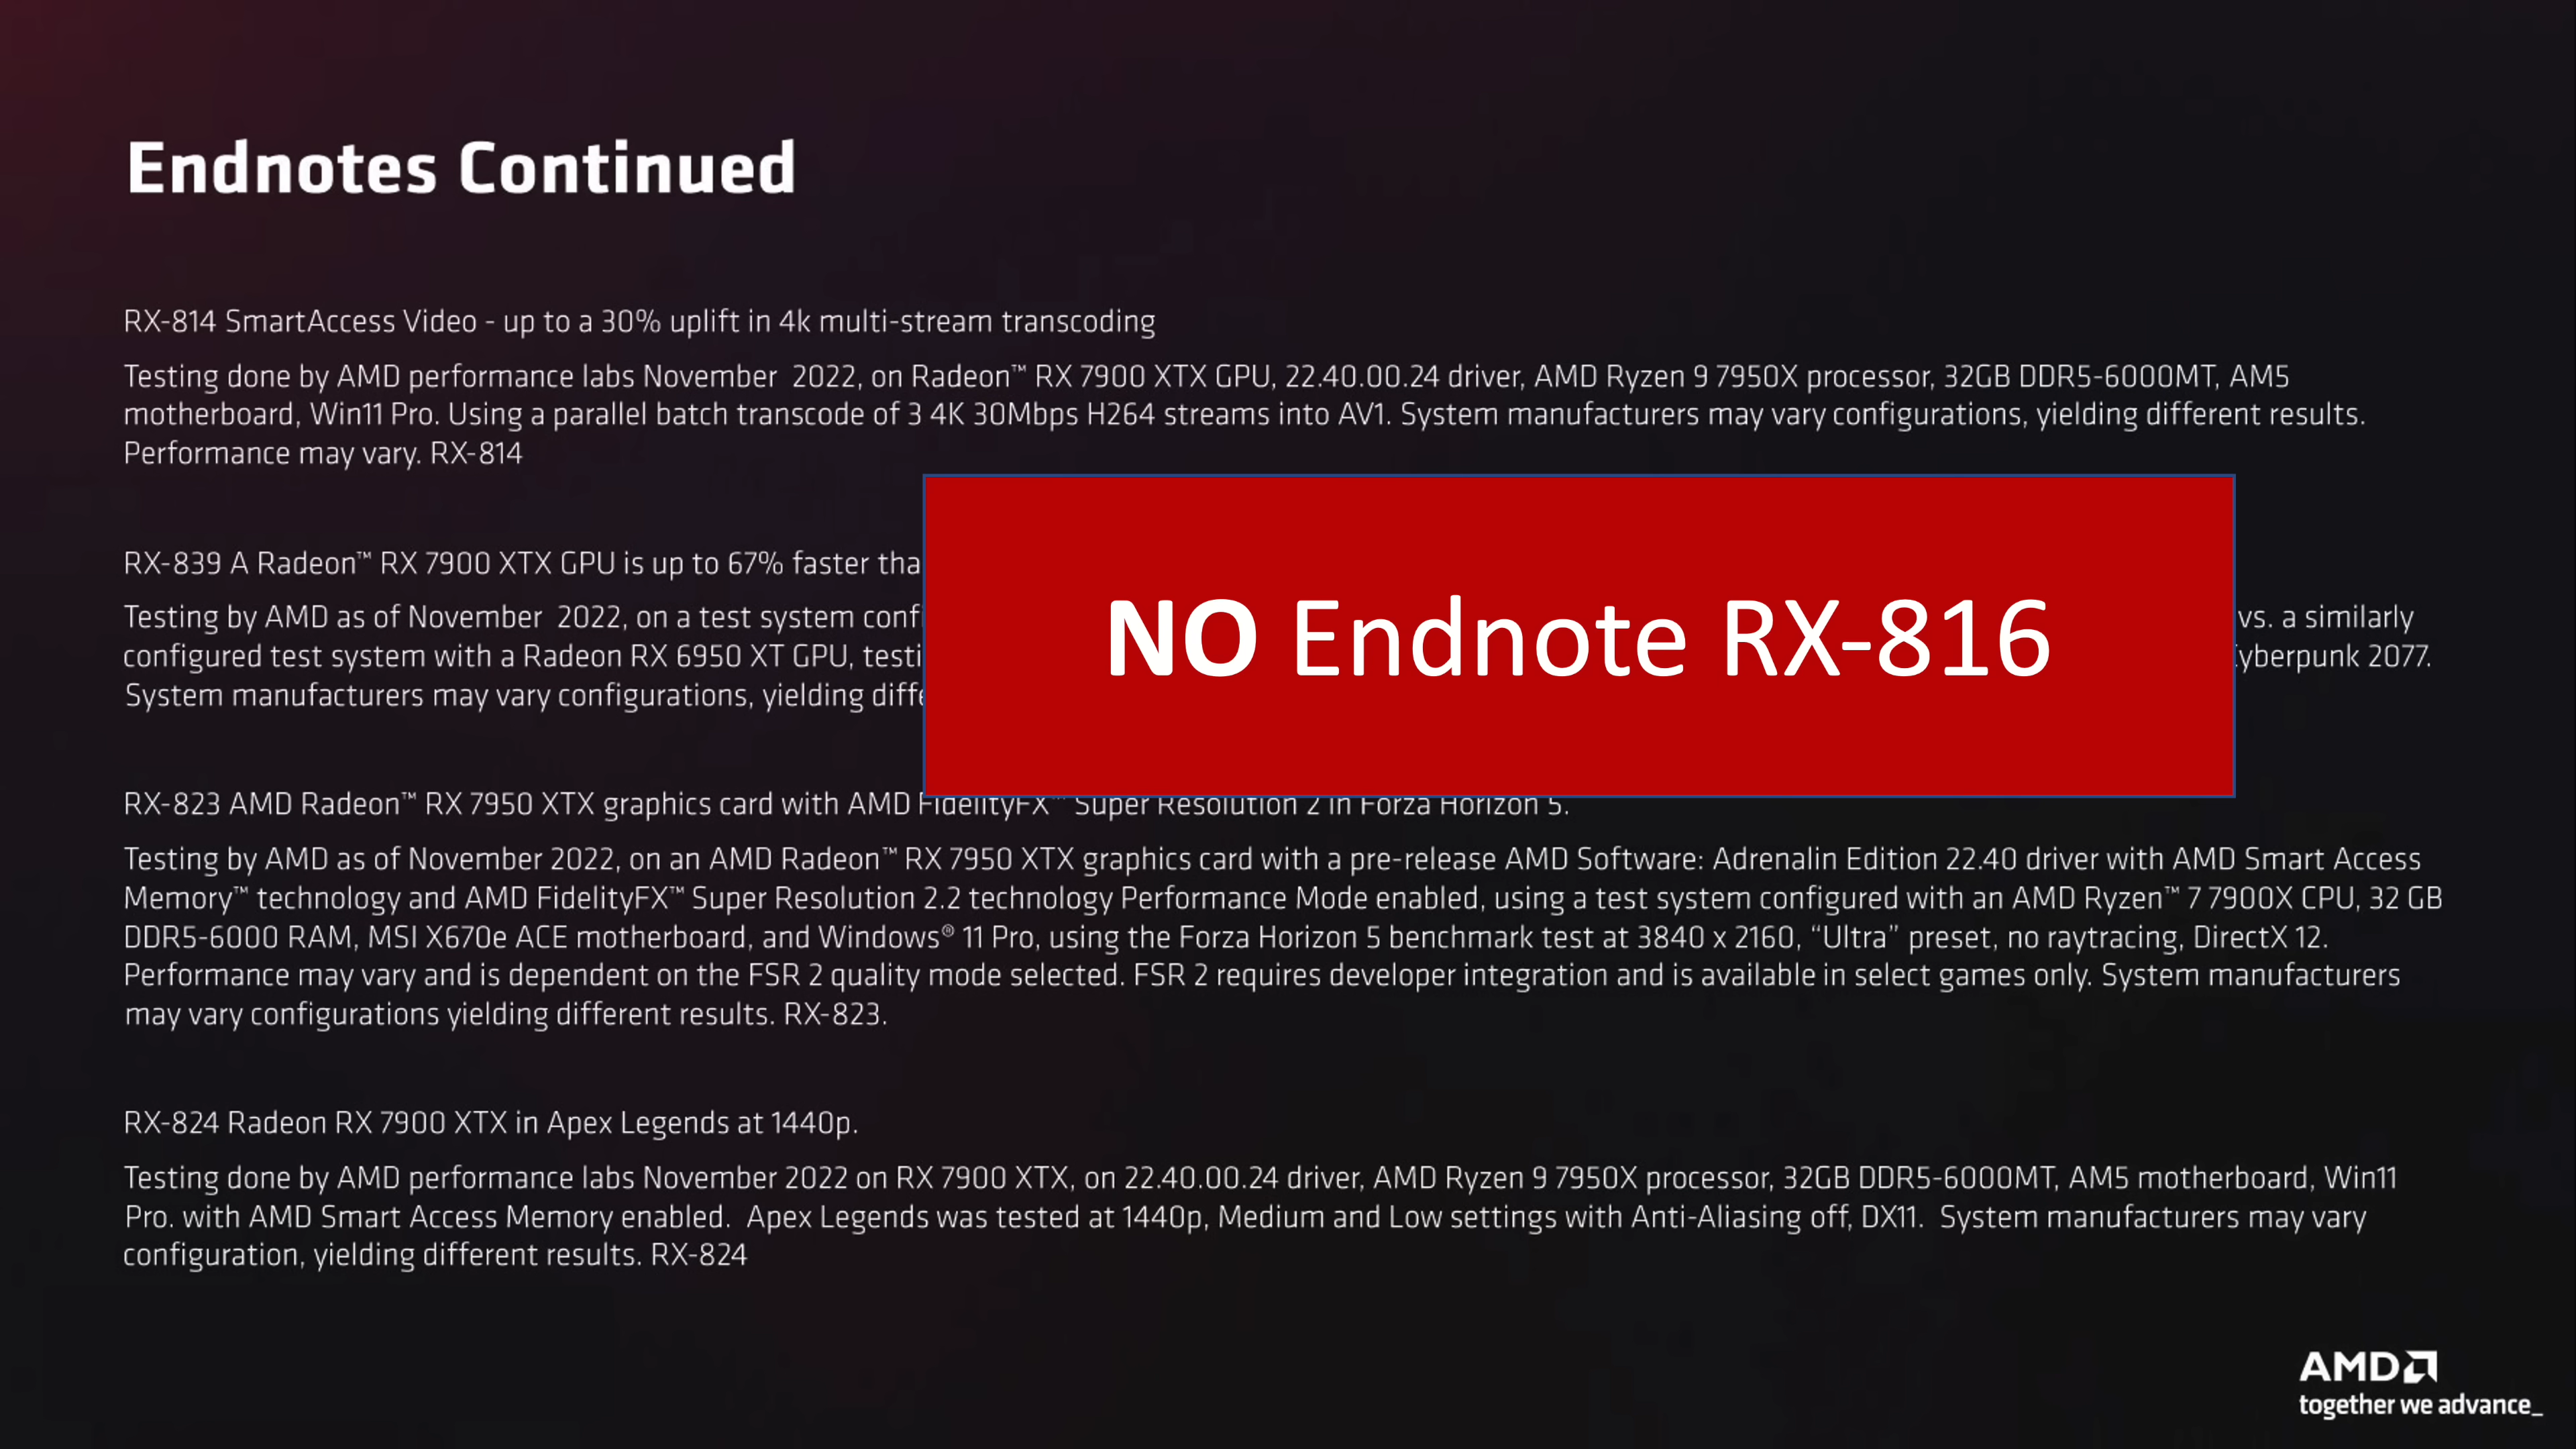 Endnotes Continued
RX-814 SmartAccess Video - up to a 30% uplift in 4k multi-stream transcoding
Testing done by AMD performance labs November 2022, on Radeon™ RX 7900 XTX GPU, 22.40.00.24 driver, AMD Ryzen 9 7950X processor, 32GB DDR5-6000MT, AM5
motherboard, Win11 Pro. Using a parallel batch transcode of 3 4K 30Mbps H264 streams into AV1. System manufacturers may vary configurations, yielding different results.
Performance may vary. RX-814
RX-839 A Radeon™ RX 7900 XTX GPU is up to 67% faster
Testing by AMD as of November 2022, on a test system vs. a similarly
configured test system with a Radeon RX 6950 XT GPU, 2077.
System manufacturers may vary configurations, yielding
NO Endnote RX-816
RX-823 AMD Radeon™ RX 7950 XTX graphics card with AMD FidelityFX™ Super Resolution 2 in Forza Horizon 5.
Testing by AMD as of November 2022, on an AMD Radeon™ RX 7950 XTX graphics card with a pre-release AMD Software: Adrenalin Edition 22.40 driver with AMD Smart Access
Memory™ technology and AMD FidelityFX™ Super Resolution 2.2 technology Performance Mode enabled, using a test system configured with an AMD Ryzen™ 7 7900X CPU, 32 GB
DDR5-6000 RAM, MSI X670e ACE motherboard, and Windows® 11 Pro, using the Forza Horizon 5 benchmark test at 3840 x 2160, “Ultra” preset, no raytracing, DirectX 12.
Performance may vary and is dependent on the FSR 2 quality mode selected. FSR 2 requires developer integration and is available in select games only. System manufacturers
may vary configurations yielding different results. RX-823.
RX-824 Radeon RX 7900 XTX in Apex Legends at 1440p.
Testing done by AMD performance labs November 2022 on RX 7900 XTX, on 22.40.00.24 driver, AMD Ryzen 9 7950X processor, 32GB DDR5-6000MT, AM5 motherboard, Win11
Pro. with AMD Smart Access Memory enabled. Apex Legends was tested at 1440p, Medium and Low settings with Anti-Aliasing off, DX11. System manufacturers may vary
configuration, yielding different results. RX-824
AMD
together we advance_